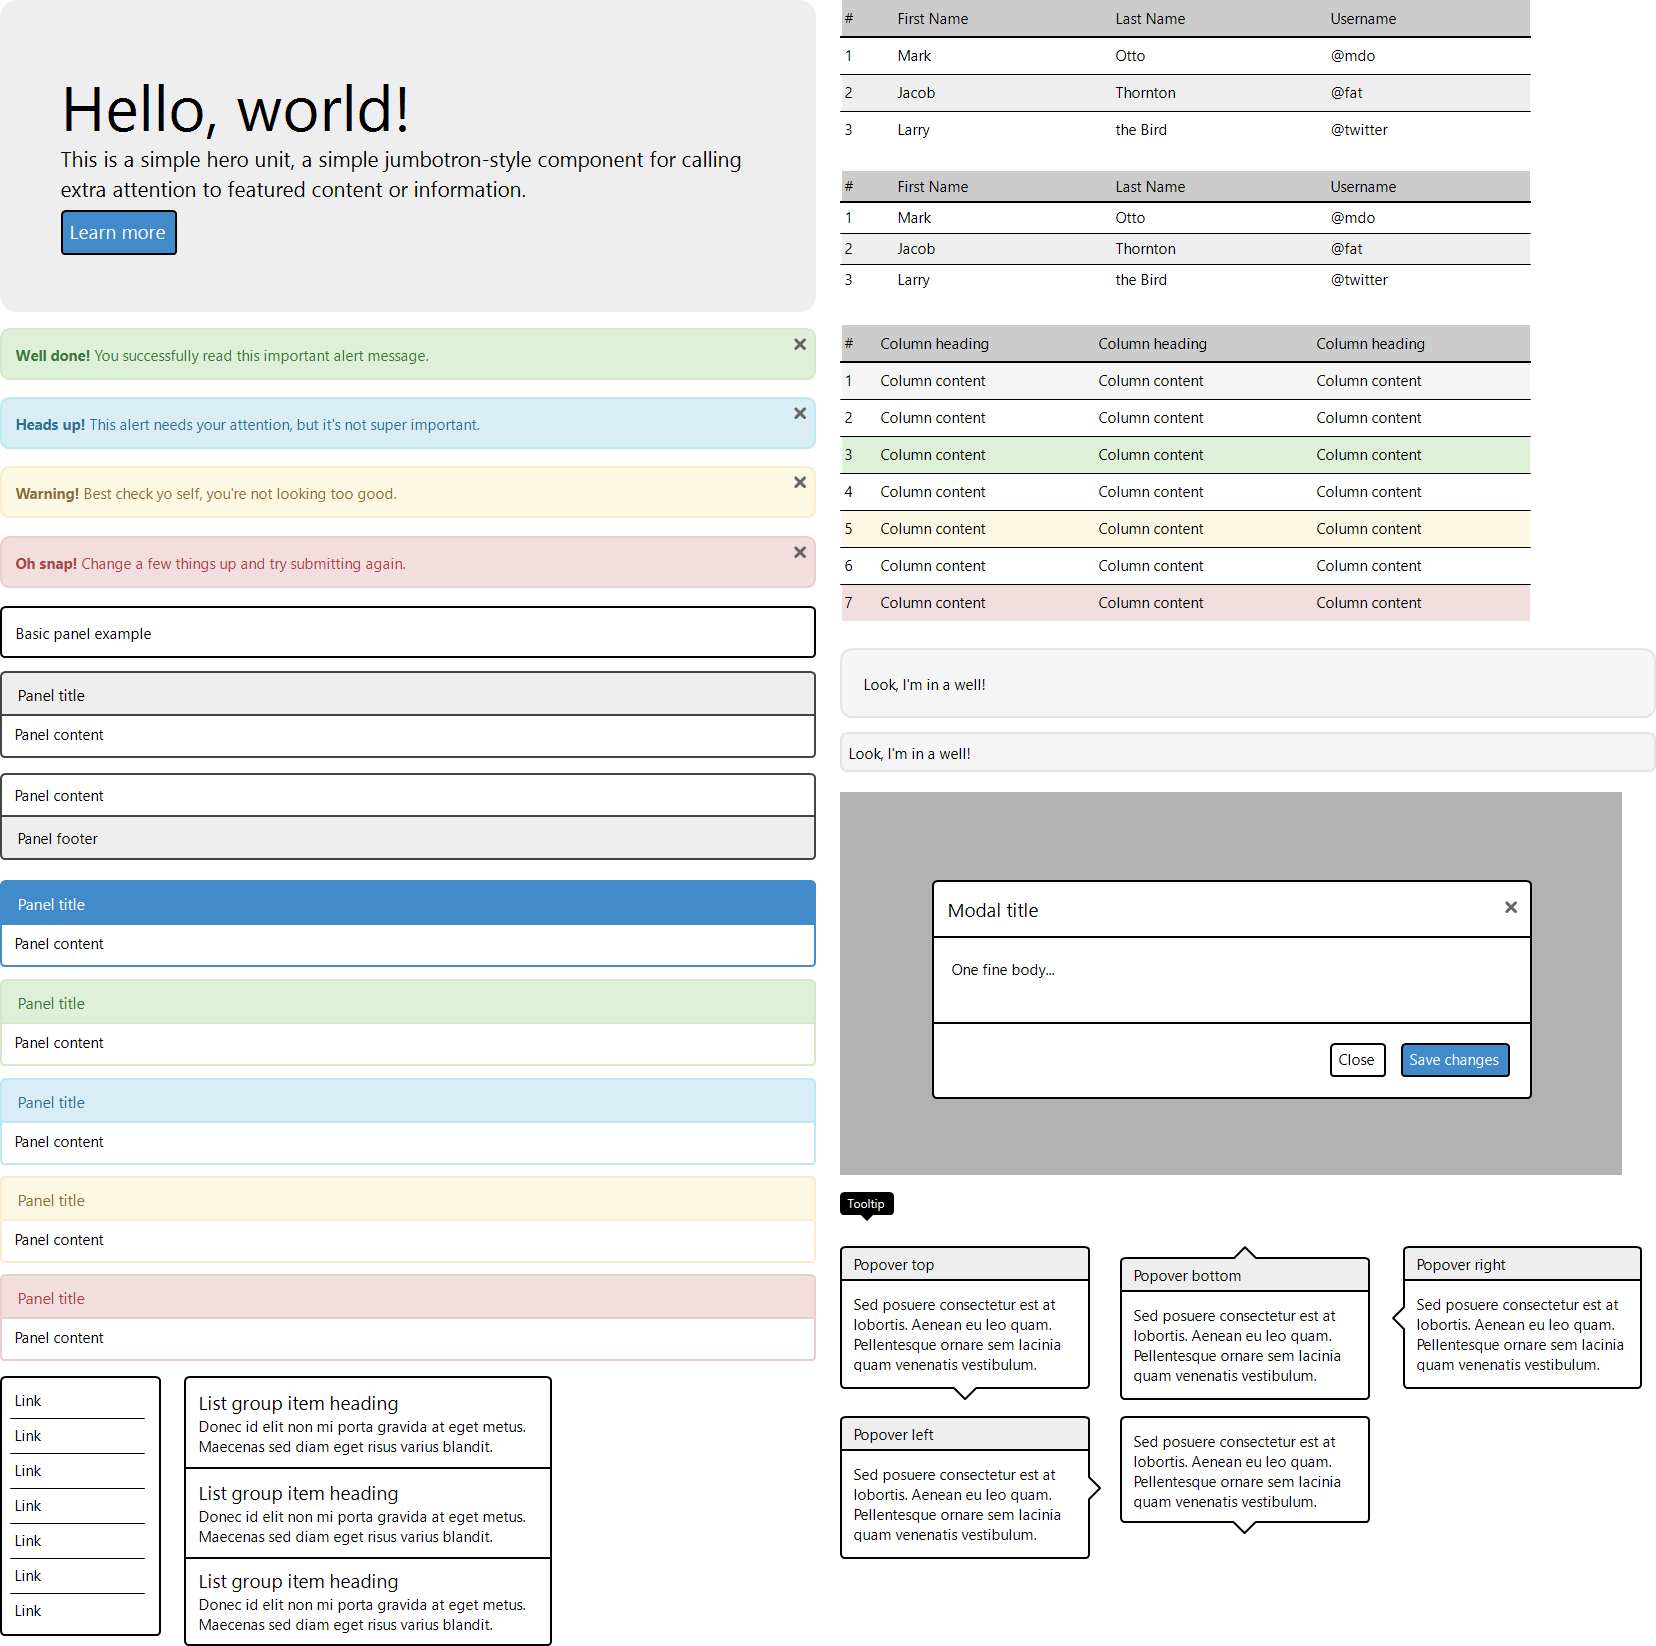 Hello, world!
This is a simple hero unit, a simple jumbotron-style component for calling
extra attention to featured content or information.
Learn more
Well done! You successfully read this important alert message.
Heads up! This alert needs your attention, but it's not super important.
Warning! Best check yo self, you're not looking too good.
Oh snap! Change a few things up and try submitting again.
Basic panel example
Panel title
Panel content
Panel content
Panel footer
Panel title
Panel content
Panel title
Panel content
Panel title
Panel content
Panel title
Panel content
Panel title
Panel content
Link
Link
Link
Link
Link
Link
Link
List group item heading
Donec id elit non mi porta gravida at eget metus.
Maecenas sed diam eget risus varius blandit.
List group item heading
Donec id elit non mi porta gravida at eget metus.
Maecenas sed diam eget risus varius blandit.
List group item heading
Donec id elit non mi porta gravida at eget metus.
Maecenas sed diam eget risus varius blandit.
# First Name Last Name Username
1 Mark Otto @mdo
2 Jacob Thornton @fat
3 Larry the Bird @twitter
# First Name Last Name Username
1 Mark Otto @mdo
2 Jacob Thornton @fat
3 Larry the Bird @twitter
# Column heading Column heading Column heading
1 Column content Column content Column content
2 Column content Column content Column content
3 Column content Column content Column content
4 Column content Column content Column content
5 Column content Column content Column content
6 Column content Column content Column content
7 Column content Column content Column content
Look, I'm in a well!
Look, I'm in a well!
Modal title
One fine body...
Close
Save changes
Tooltip
Popover top
Sed posuere consectetur est at
lobortis. Aenean eu leo quam.
Pellentesque ornare sem lacinia
quam venenatis vestibulum.
Popover bottom
Sed posuere consectetur est at
lobortis. Aenean eu leo quam.
Pellentesque ornare sem lacinia
quam venenatis vestibulum.
Popover right
Sed posuere consectetur est at
lobortis. Aenean eu leo quam.
Pellentesque ornare sem lacinia
quam venenatis vestibulum.
Popover left
Sed posuere consectetur est at
lobortis. Aenean eu leo quam.
Pellentesque ornare sem lacinia
quam venenatis vestibulum.
Sed posuere consectetur est at
lobortis. Aenean eu leo quam.
Pellentesque ornare sem lacinia
quam venenatis vestibulum.